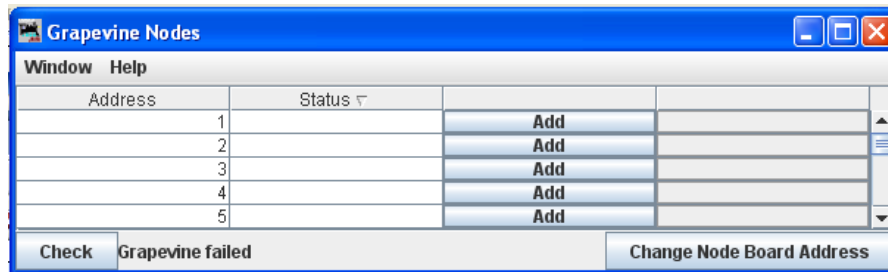 Grapevine Nodes
Window Help
Address Status
1 Add
2 Add
3 Add
4 Add
5 Add
Check Grapevine failed Change Node Board Address